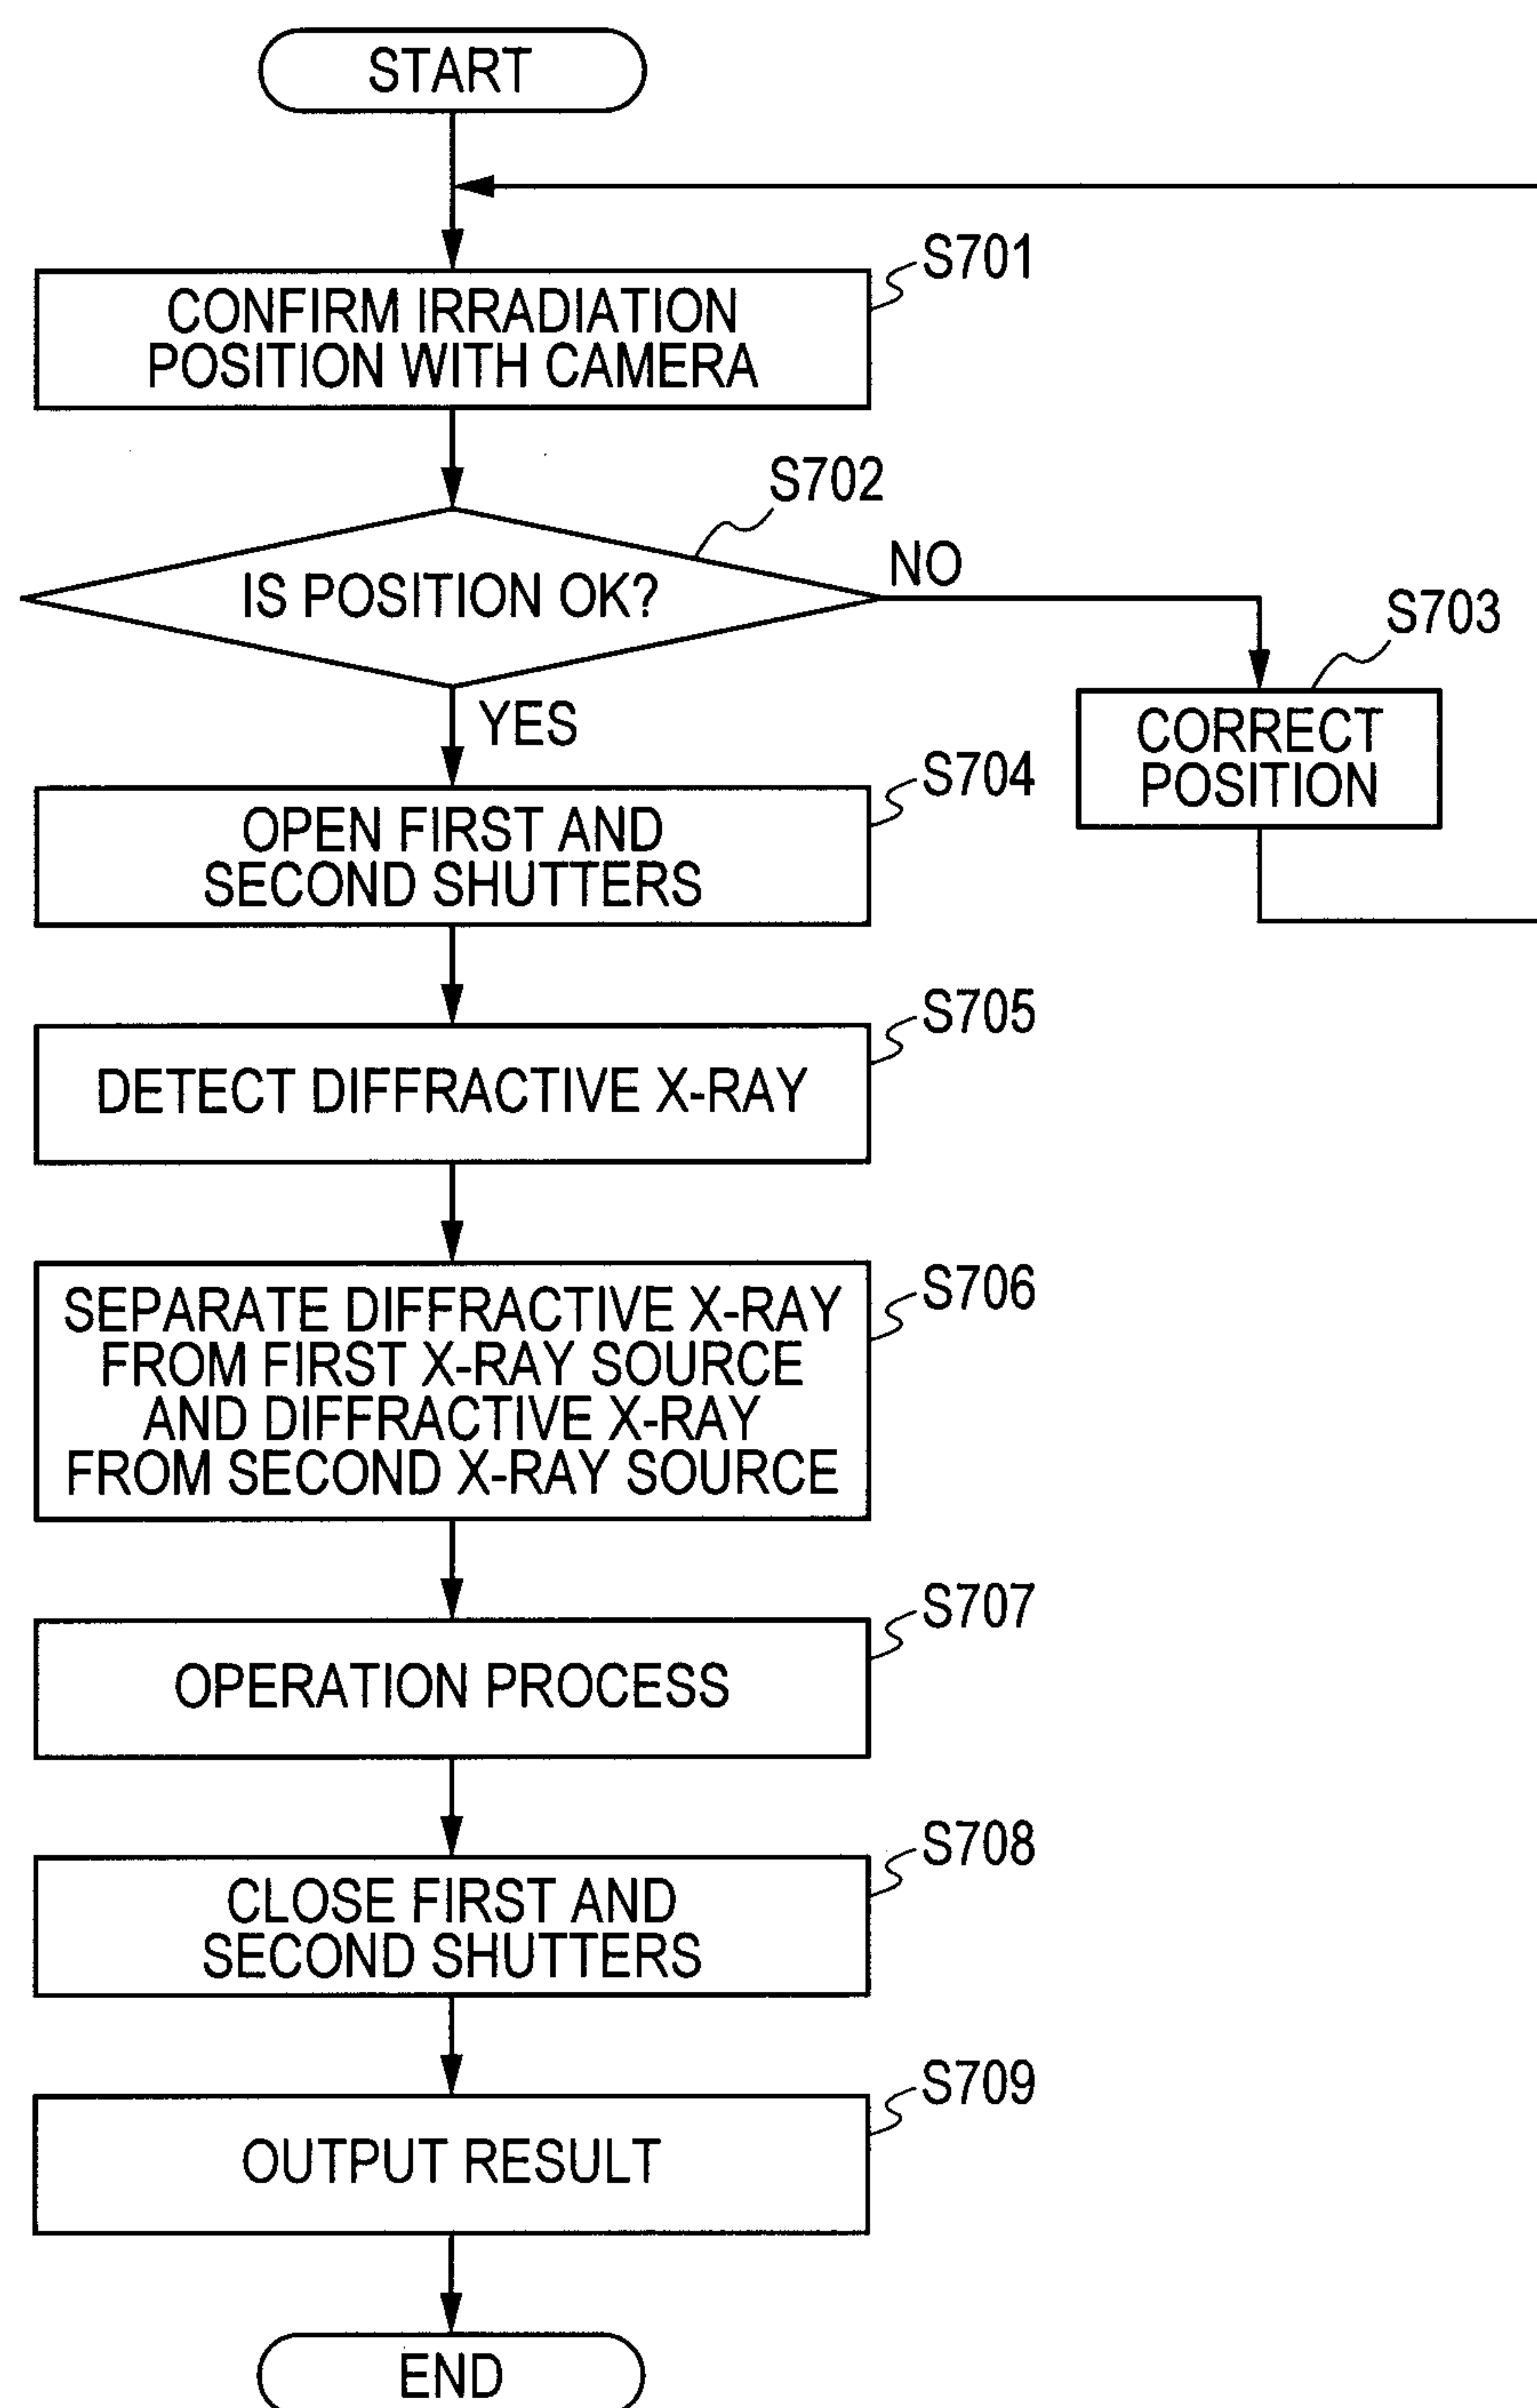 START
S701
CONFIRM IRRADIATION
POSITION WITH CAMERA
S702
IS POSITION OK?
NO
S703
CORRECT
POSITION
YES
S704
OPEN FIRST AND
SECOND SHUTTERS
S705
DETECT DIFFRACTIVE X-RAY
S706
SEPARATE DIFFRACTIVE X-RAY
FROM FIRST X-RAY SOURCE
AND DIFFRACTIVE X-RAY
FROM SECOND X-RAY SOURCE
S707
OPERATION PROCESS
S708
CLOSE FIRST AND
SECOND SHUTTERS
S709
OUTPUT RESULT
END